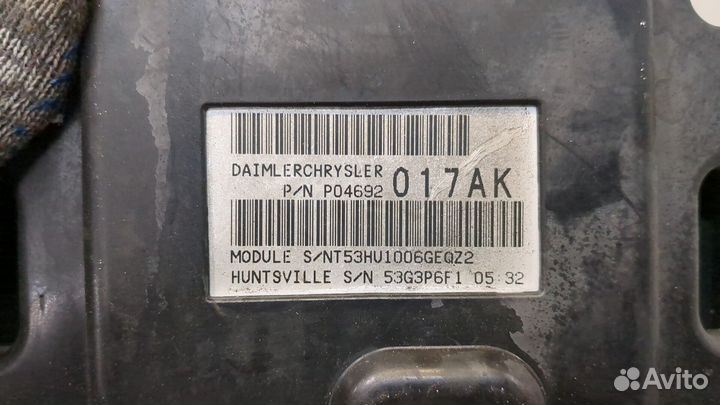 DAIMLERCHRYSLER
P/N P04692 017AK
MODULE S/NT53HU1006GEQZ2
HUNTSVILLE S/N 53G3P6F1 05:32
Avito